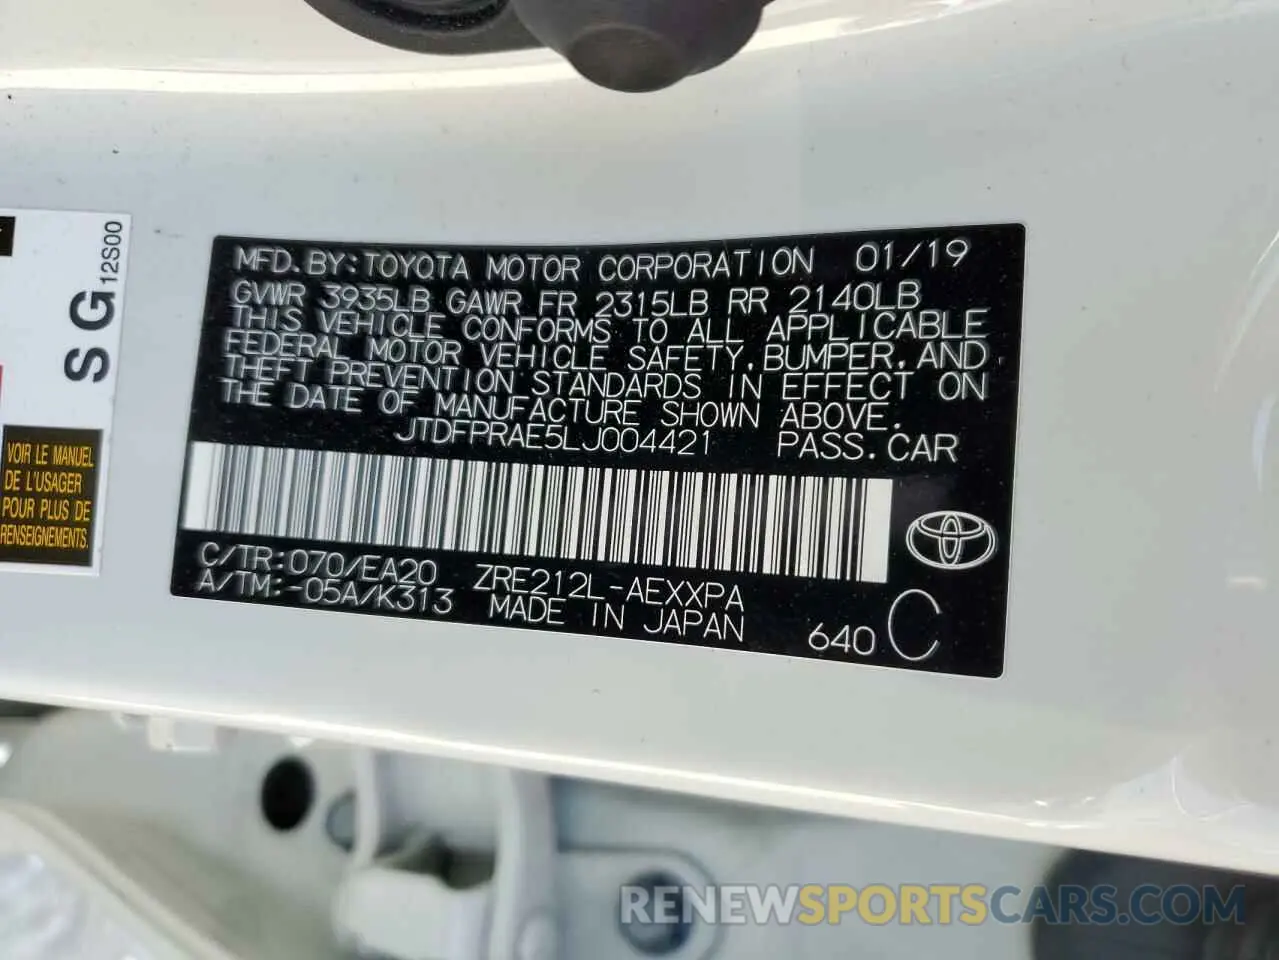 SG 12S00
VOIR LE MANUEL
DE L'USAGER
POUR PLUS DE
RENSEIGNEMENTS.
MFD.BY:TOYOTA MOTOR CORPORATION 01/19
GVWR 3935LB GAWR FR 2315LB RR 2140LB
THIS VEHICLE CONFORMS TO ALL APPLICABLE
FEDERAL MOTOR VEHICLE SAFETY,BUMPER,AND
THEFT PREVENTION STANDARDS IN EFFECT ON
THE DATE OF MANUFACTURE SHOWN ABOVE.
JTDFPRAE5LJ004421 PASS.CAR
C/TR:070/EA20 ZRE212L-AEXXPA
A/TM:-05A/K313 MADE IN JAPAN
640 C
RENEWSPORTSCARS.COM